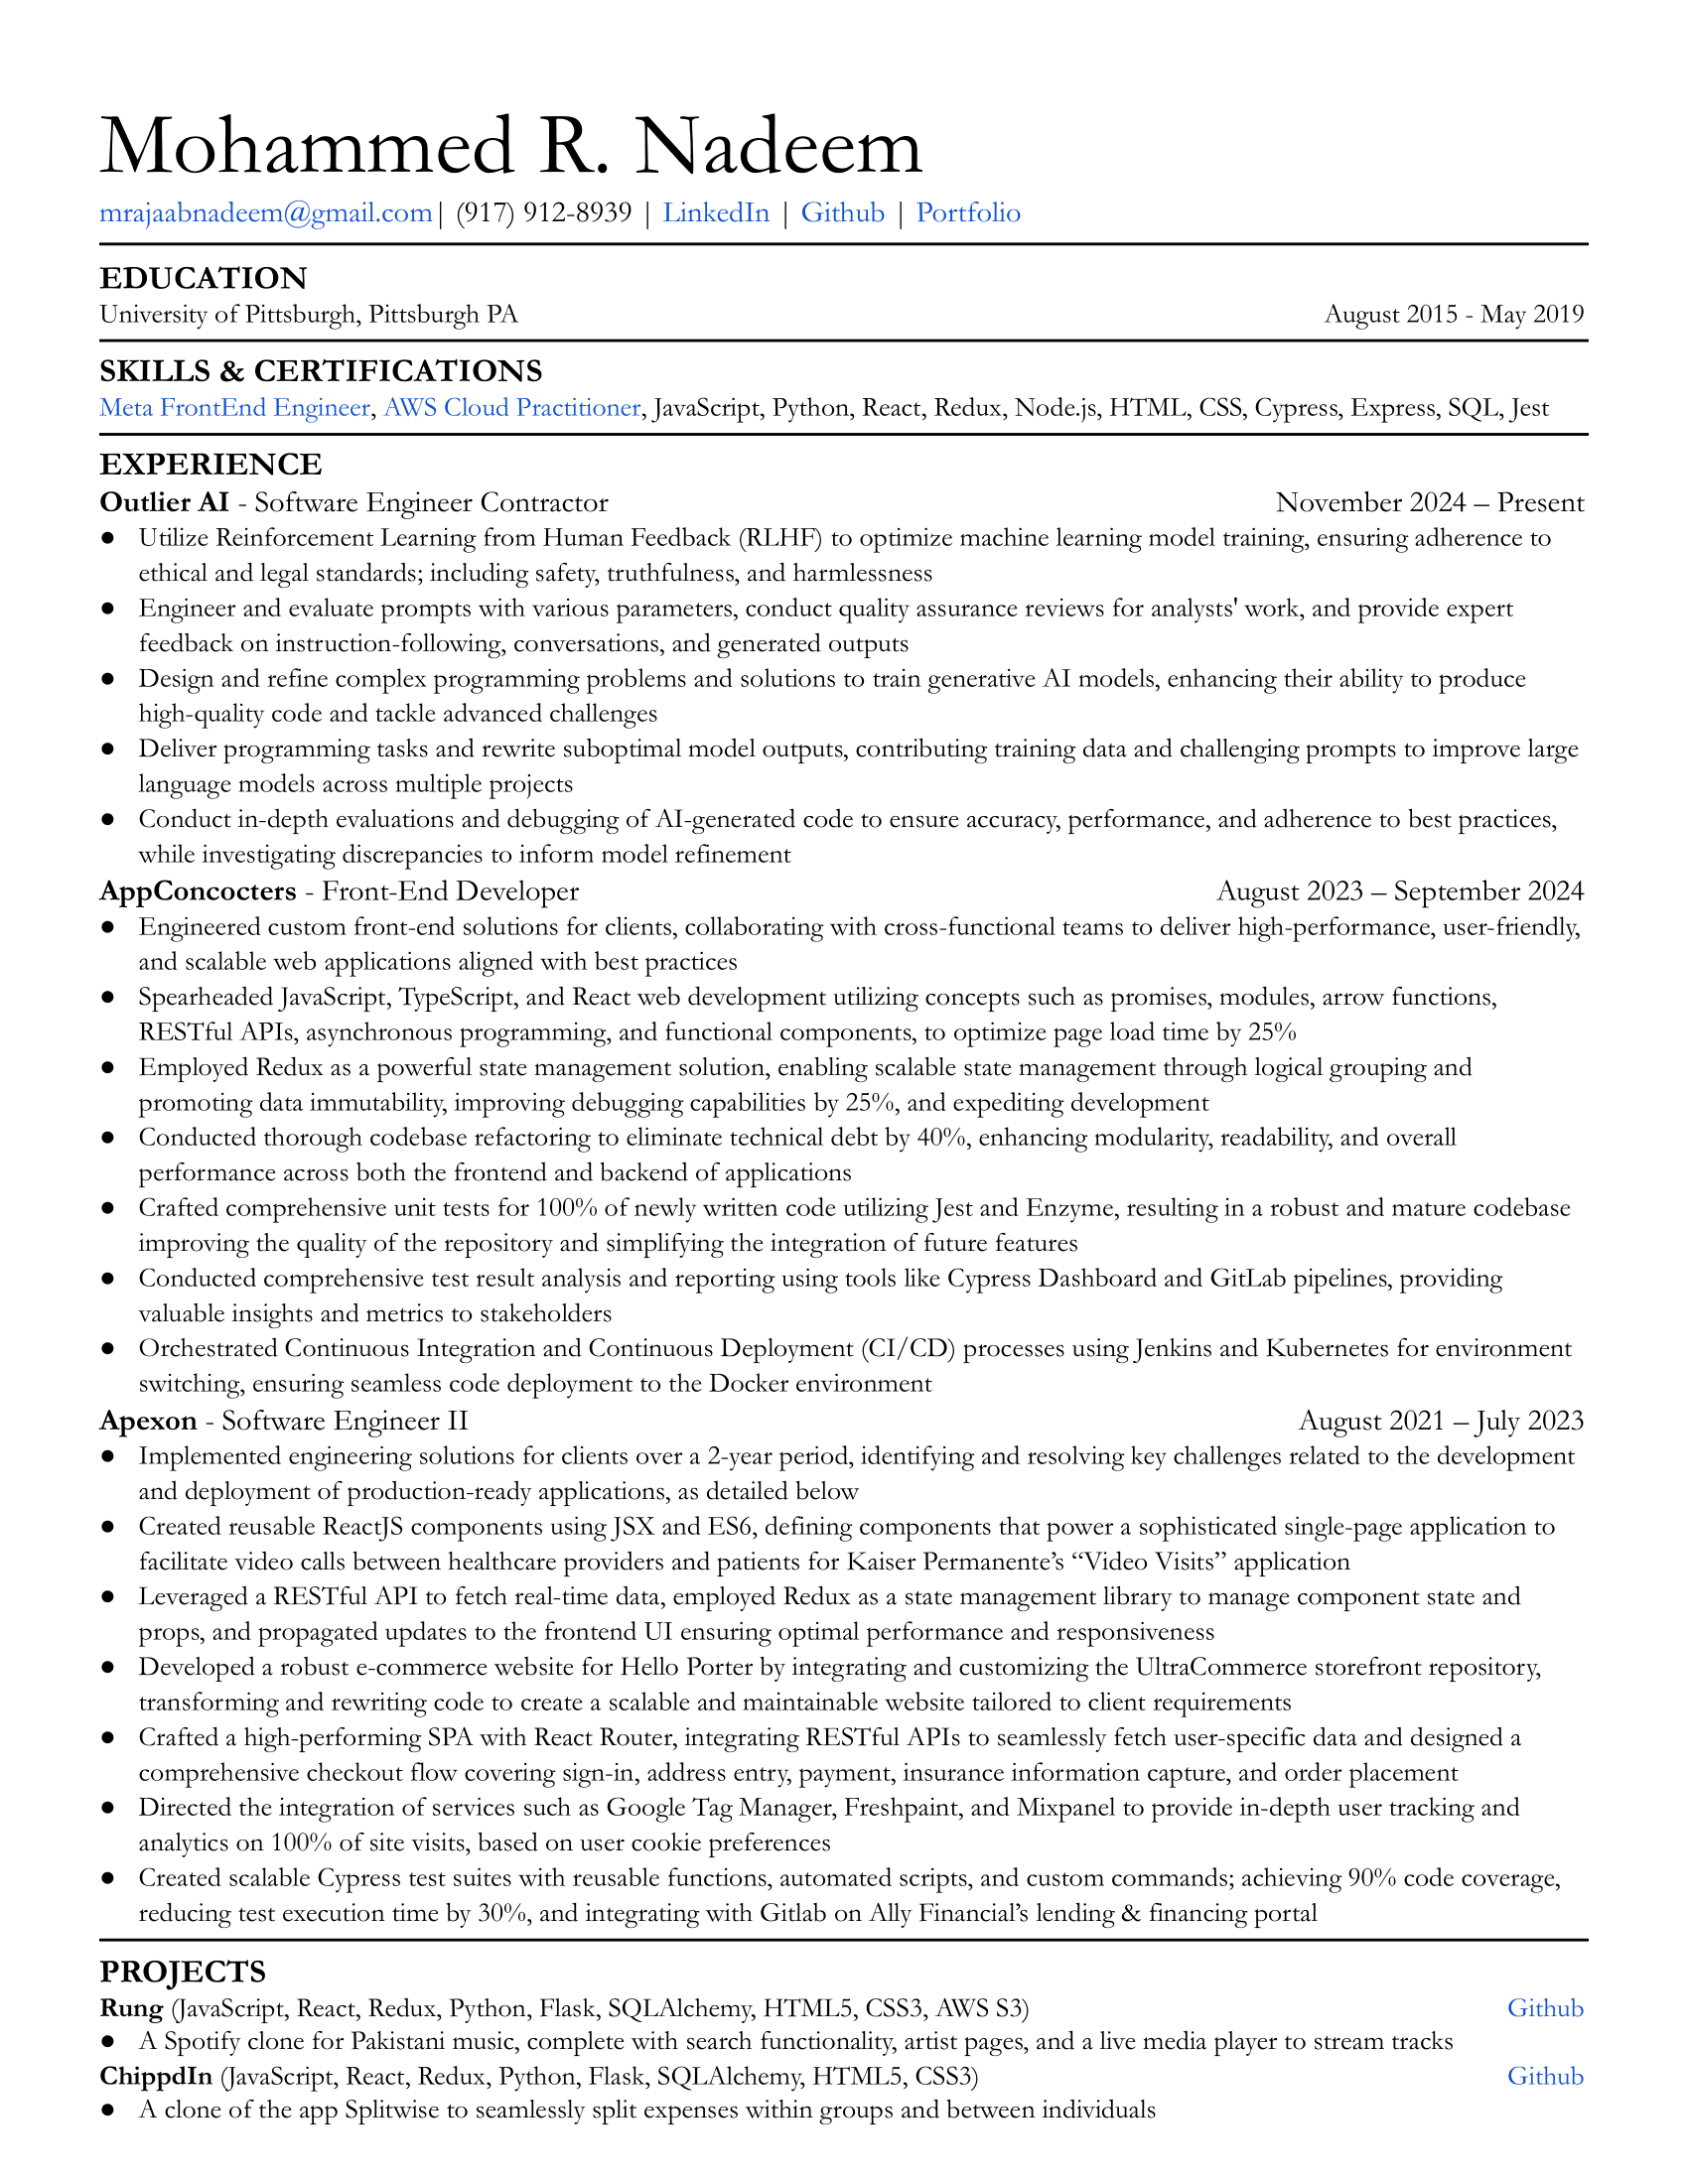 Mohammed R. Nadeem
mrajaabnadeem@gmail.com| (917) 912-8939 | LinkedIn | Github | Portfolio
EDUCATION
University of Pittsburgh, Pittsburgh PA August 2015 - May 2019
SKILLS & CERTIFICATIONS
Meta FrontEnd Engineer, AWS Cloud Practitioner, JavaScript, Python, React, Redux, Node.js, HTML, CSS, Cypress, Express, SQL, Jest
EXPERIENCE
Outlier AI - Software Engineer Contractor November 2024 – Present
● Utilize Reinforcement Learning from Human Feedback (RLHF) to optimize machine learning model training, ensuring adherence to
ethical and legal standards; including safety, truthfulness, and harmlessness
● Engineer and evaluate prompts with various parameters, conduct quality assurance reviews for analysts' work, and provide expert
feedback on instruction-following, conversations, and generated outputs
● Design and refine complex programming problems and solutions to train generative AI models, enhancing their ability to produce
high-quality code and tackle advanced challenges
● Deliver programming tasks and rewrite suboptimal model outputs, contributing training data and challenging prompts to improve large
language models across multiple projects
● Conduct in-depth evaluations and debugging of AI-generated code to ensure accuracy, performance, and adherence to best practices,
while investigating discrepancies to inform model refinement
AppConcocters - Front-End Developer August 2023 – September 2024
● Engineered custom front-end solutions for clients, collaborating with cross-functional teams to deliver high-performance, user-friendly,
and scalable web applications aligned with best practices
● Spearheaded JavaScript, TypeScript, and React web development utilizing concepts such as promises, modules, arrow functions,
RESTful APIs, asynchronous programming, and functional components, to optimize page load time by 25%
● Employed Redux as a powerful state management solution, enabling scalable state management through logical grouping and
promoting data immutability, improving debugging capabilities by 25%, and expediting development
● Conducted thorough codebase refactoring to eliminate technical debt by 40%, enhancing modularity, readability, and overall
performance across both the frontend and backend of applications
● Crafted comprehensive unit tests for 100% of newly written code utilizing Jest and Enzyme, resulting in a robust and mature codebase
improving the quality of the repository and simplifying the integration of future features
● Conducted comprehensive test result analysis and reporting using tools like Cypress Dashboard and GitLab pipelines, providing
valuable insights and metrics to stakeholders
● Orchestrated Continuous Integration and Continuous Deployment (CI/CD) processes using Jenkins and Kubernetes for environment
switching, ensuring seamless code deployment to the Docker environment
Apexon - Software Engineer II August 2021 – July 2023
● Implemented engineering solutions for clients over a 2-year period, identifying and resolving key challenges related to the development
and deployment of production-ready applications, as detailed below
● Created reusable ReactJS components using JSX and ES6, defining components that power a sophisticated single-page application to
facilitate video calls between healthcare providers and patients for Kaiser Permanente’s “Video Visits” application
● Leveraged a RESTful API to fetch real-time data, employed Redux as a state management library to manage component state and
props, and propagated updates to the frontend UI ensuring optimal performance and responsiveness
● Developed a robust e-commerce website for Hello Porter by integrating and customizing the UltraCommerce storefront repository,
transforming and rewriting code to create a scalable and maintainable website tailored to client requirements
● Crafted a high-performing SPA with React Router, integrating RESTful APIs to seamlessly fetch user-specific data and designed a
comprehensive checkout flow covering sign-in, address entry, payment, insurance information capture, and order placement
● Directed the integration of services such as Google Tag Manager, Freshpaint, and Mixpanel to provide in-depth user tracking and
analytics on 100% of site visits, based on user cookie preferences
● Created scalable Cypress test suites with reusable functions, automated scripts, and custom commands; achieving 90% code coverage,
reducing test execution time by 30%, and integrating with Gitlab on Ally Financial’s lending & financing portal
PROJECTS
Rung (JavaScript, React, Redux, Python, Flask, SQLAlchemy, HTML5, CSS3, AWS S3) Github
● A Spotify clone for Pakistani music, complete with search functionality, artist pages, and a live media player to stream tracks
ChippdIn (JavaScript, React, Redux, Python, Flask, SQLAlchemy, HTML5, CSS3) Github
● A clone of the app Splitwise to seamlessly split expenses within groups and between individuals